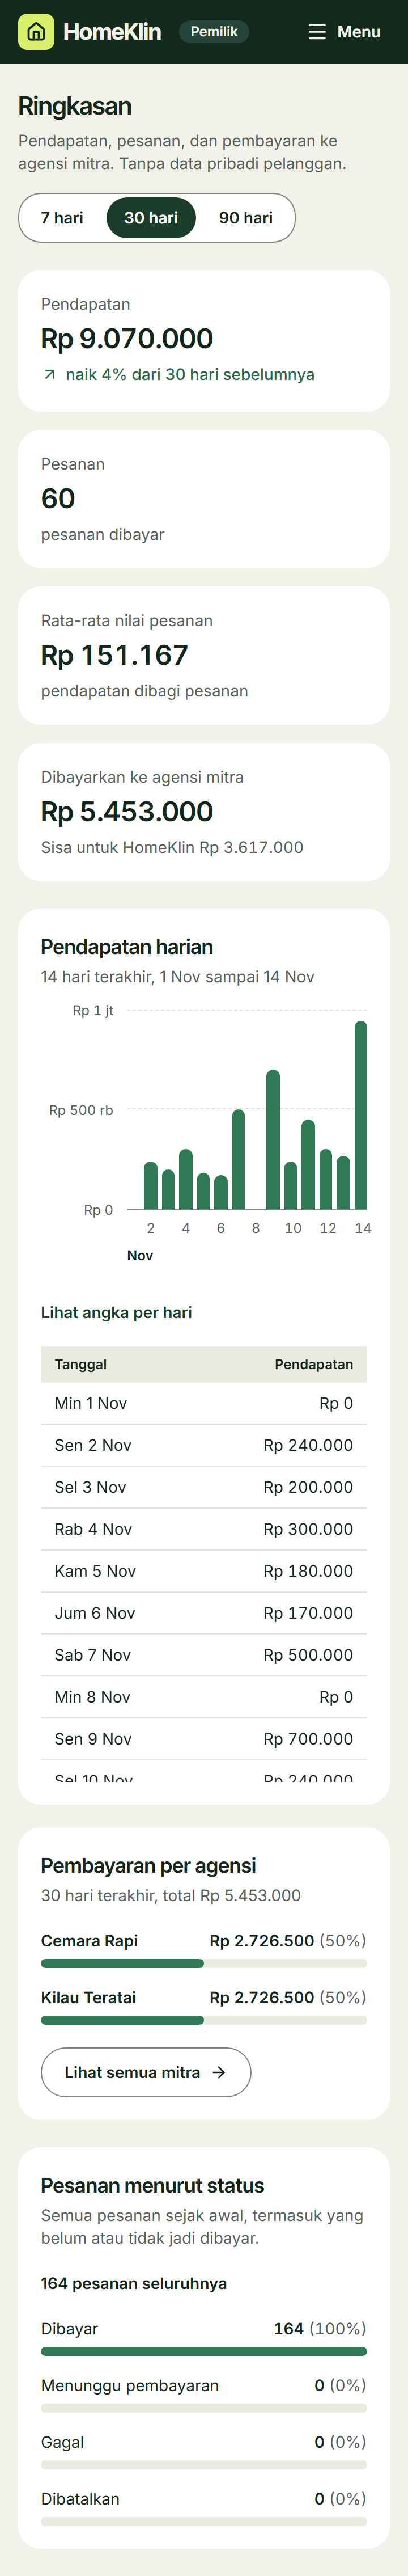 HomeKlin Pemilik Menu
Ringkasan
Pendapatan, pesanan, dan pembayaran ke
agensi mitra. Tanpa data pribadi pelanggan.
7 hari 30 hari 90 hari
Pendapatan
Rp 9.070.000
naik 4% dari 30 hari sebelumnya
Pesanan
60
pesanan dibayar
Rata-rata nilai pesanan
Rp 151.167
pendapatan dibagi pesanan
Dibayarkan ke agensi mitra
Rp 5.453.000
Sisa untuk HomeKlin Rp 3.617.000
Pendapatan harian
14 hari terakhir, 1 Nov sampai 14 Nov
Rp 1 jt
Rp 500 rb
Rp 0
2 4 6 8 10 12 14
Nov
Lihat angka per hari
Tanggal Pendapatan
Min 1 Nov Rp 0
Sen 2 Nov Rp 240.000
Sel 3 Nov Rp 200.000
Rab 4 Nov Rp 300.000
Kam 5 Nov Rp 180.000
Jum 6 Nov Rp 170.000
Sab 7 Nov Rp 500.000
Min 8 Nov Rp 0
Sen 9 Nov Rp 700.000
Sel 10 Nov Rp 240.000
Pembayaran per agensi
30 hari terakhir, total Rp 5.453.000
Cemara Rapi Rp 2.726.500 (50%)
Kilau Teratai Rp 2.726.500 (50%)
Lihat semua mitra
Pesanan menurut status
Semua pesanan sejak awal, termasuk yang
belum atau tidak jadi dibayar.
164 pesanan seluruhnya
Dibayar 164 (100%)
Menunggu pembayaran 0 (0%)
Gagal 0 (0%)
Dibatalkan 0 (0%)